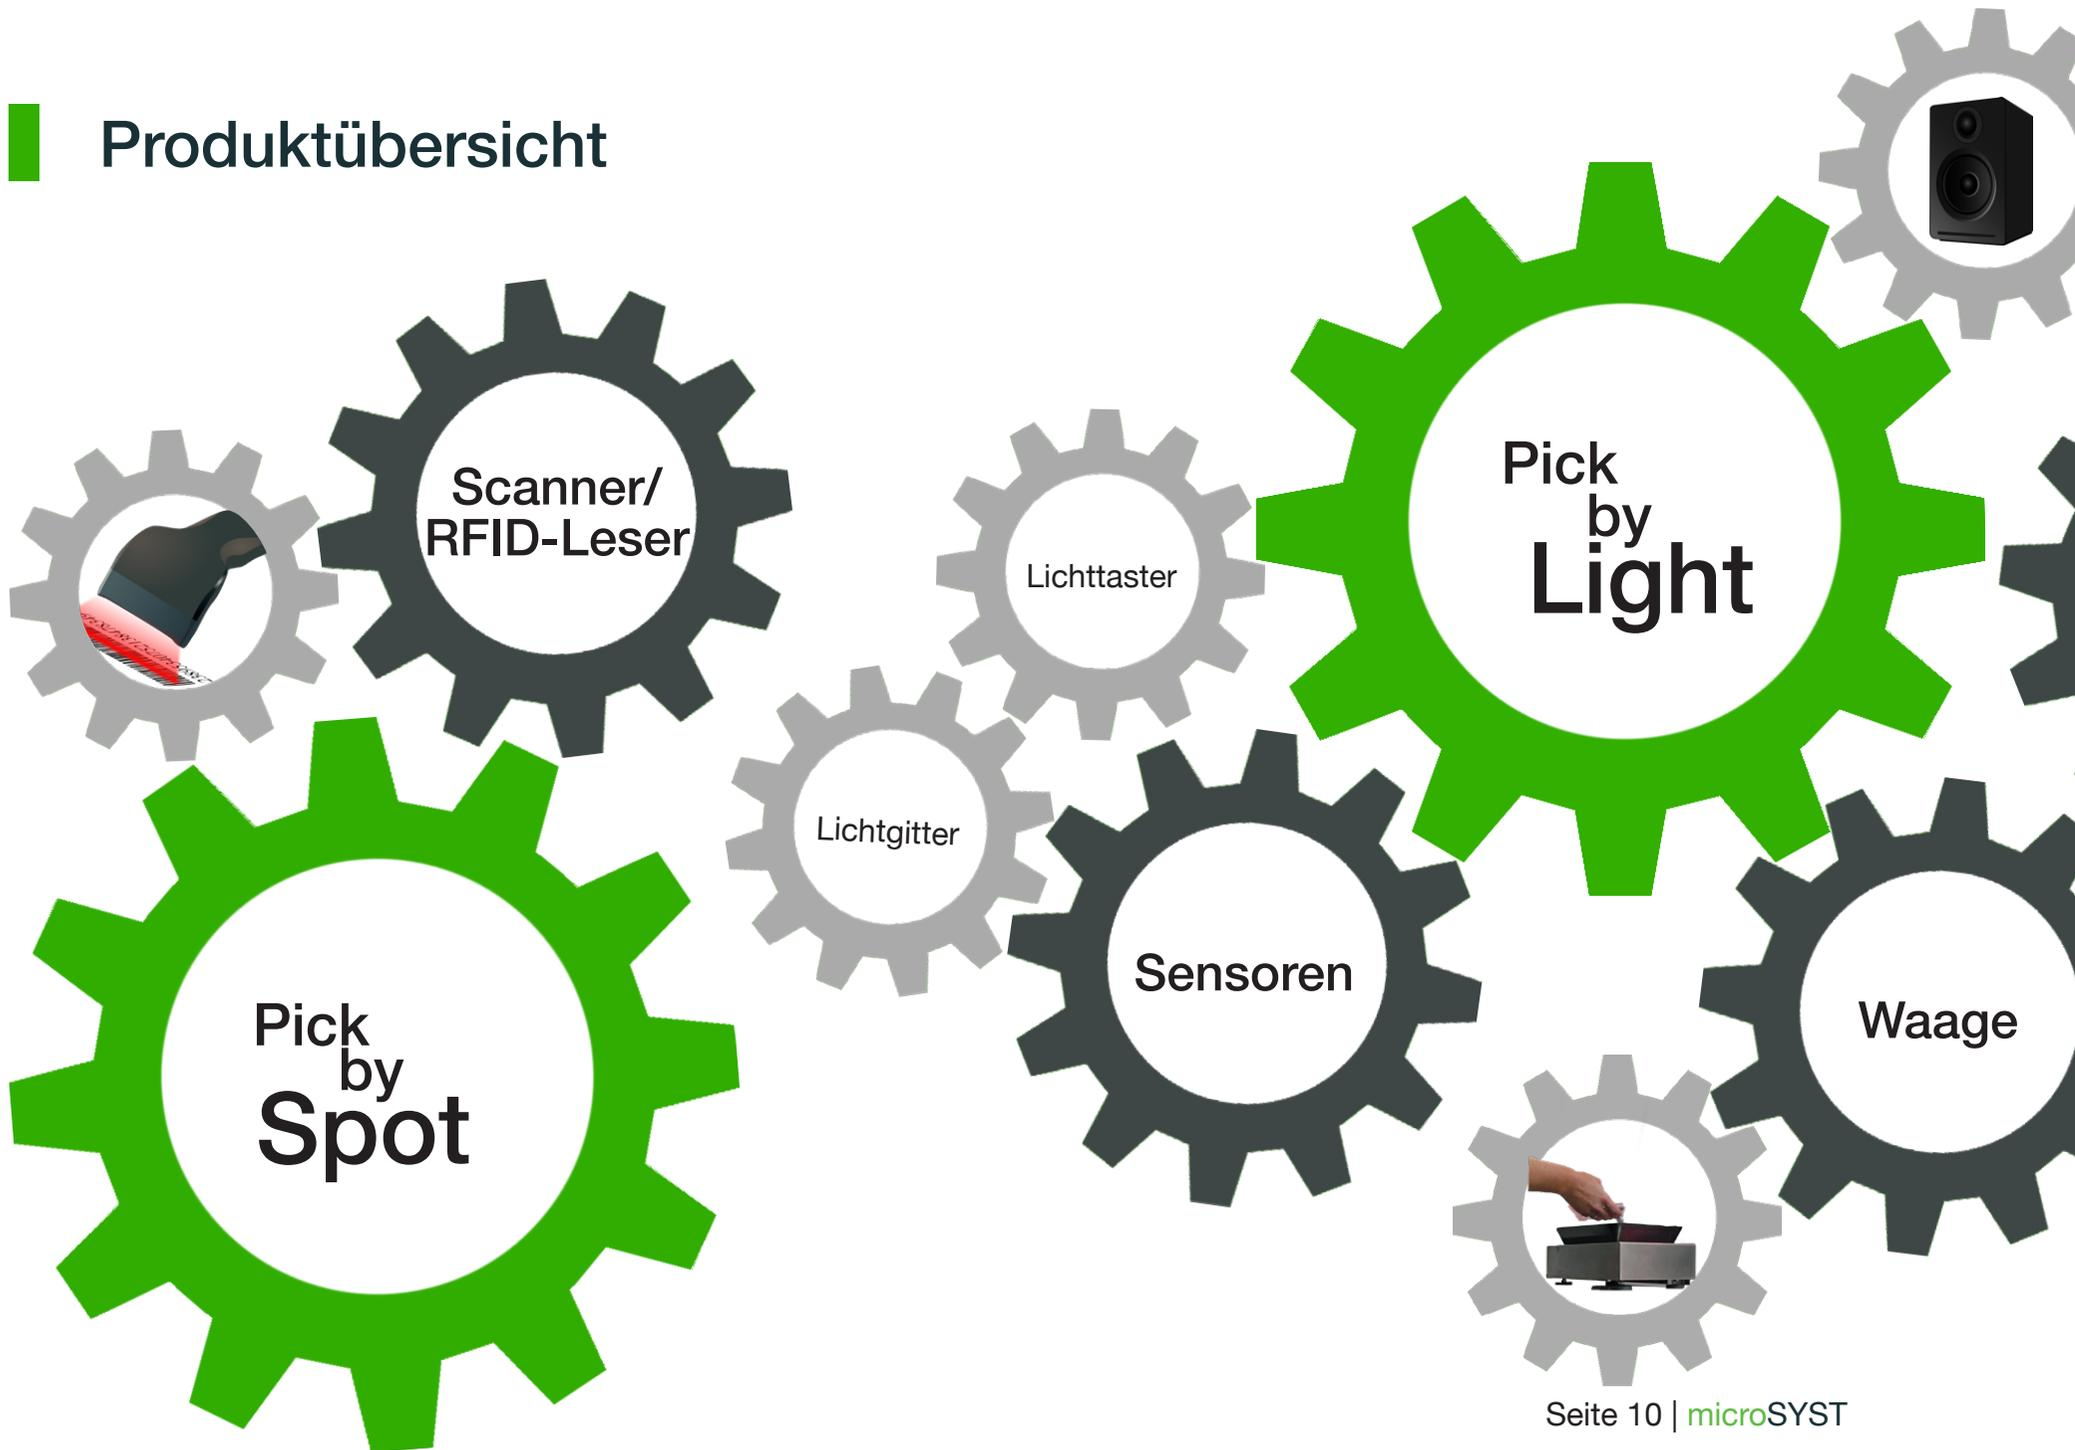 Produktübersicht
Scanner/
RFID-Leser
Lichttaster
Pick
by
Light
Lichtgitter
Sensoren
Pick
by
Spot
Waage
Seite 10 | microSYST